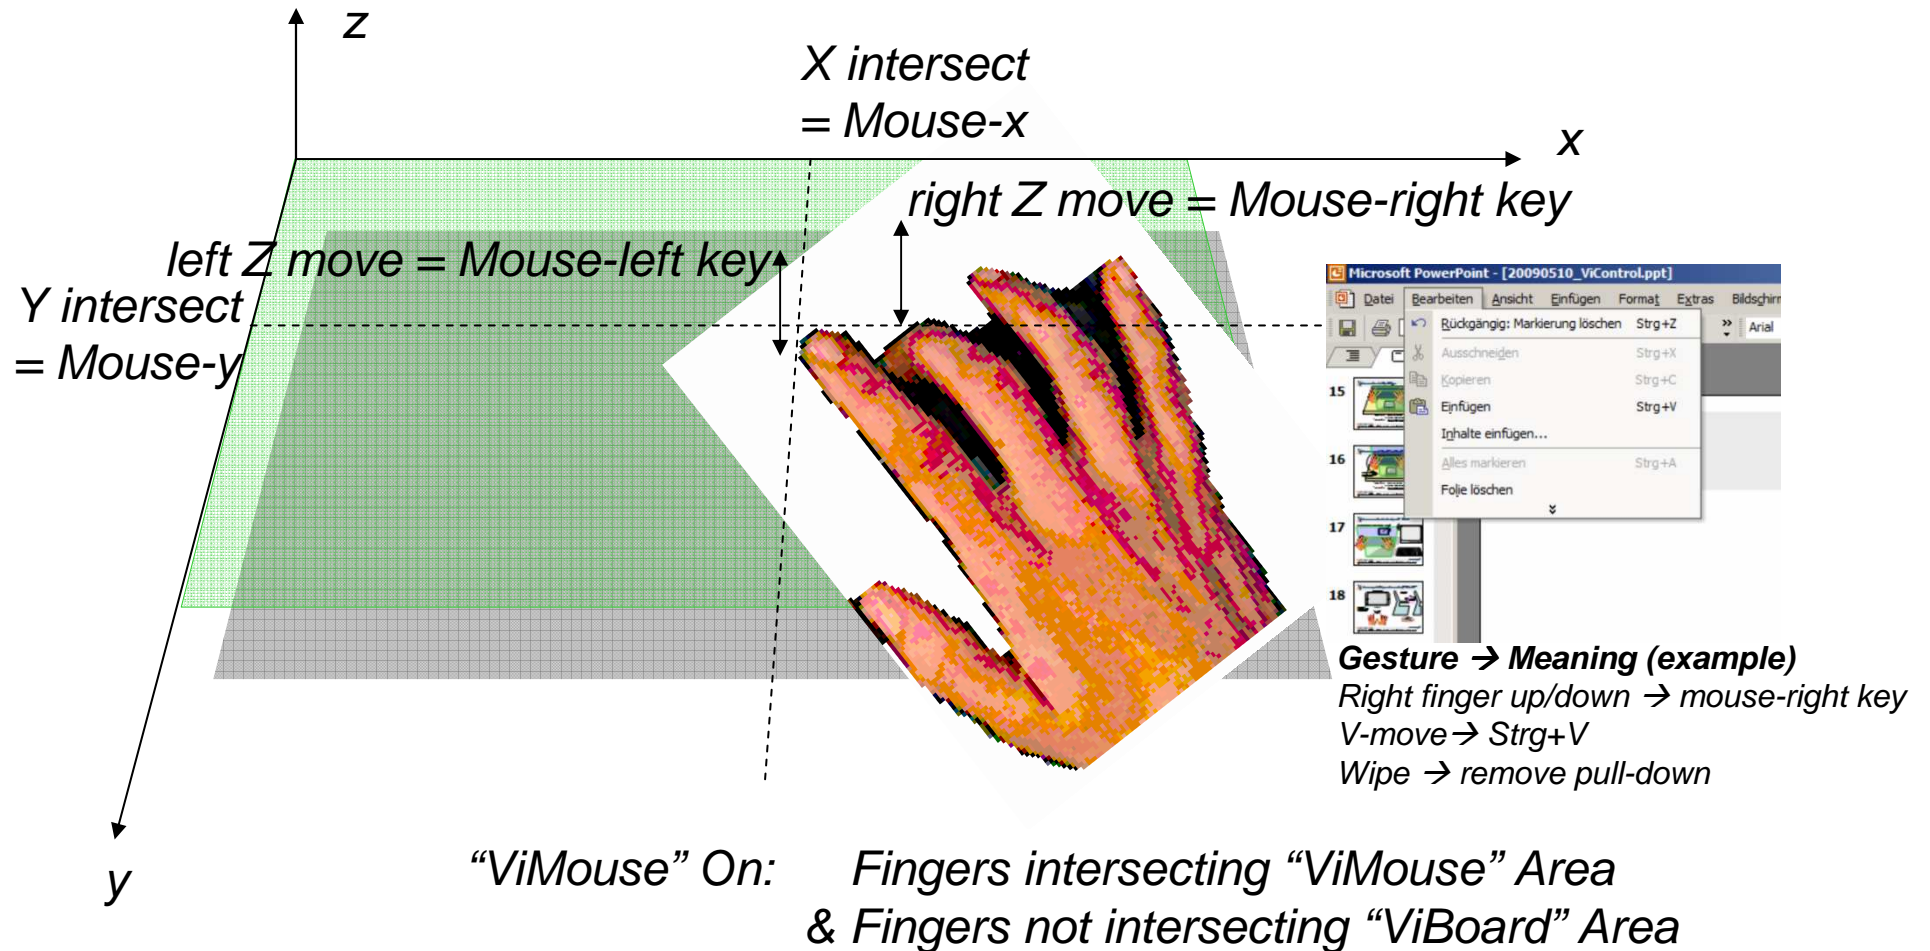 z
X intersect
= Mouse-x
x
right Z move = Mouse-right key
left Z move = Mouse-left key
Y intersect
= Mouse-y
Microsoft PowerPoint - [20090510_ViControl.ppt]
Datei Bearbeiten Ansicht Einfügen Format Extras Bildschirm
Rückgängig: Markierung löschen Strg+Z
Arial
Ausschneiden Strg+X
Kopieren Strg+C
15
Einfügen Strg+V
Inhalte einfügen...
16
Alles markieren Strg+A
Folie löschen
17
18
Gesture → Meaning (example)
Right finger up/down → mouse-right key
V-move → Strg+V
Wipe → remove pull-down
y
“ViMouse” On: Fingers intersecting “ViMouse” Area
& Fingers not intersecting “ViBoard” Area